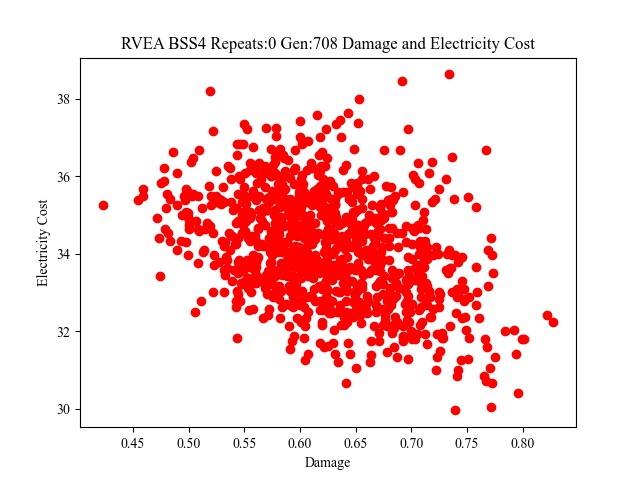 RVEA BSS4 Repeats:0 Gen:708 Damage and Electricity Cost
Electricity Cost
38
36
34
32
30
0.45 0.50 0.55 0.60 0.65 0.70 0.75 0.80
Damage